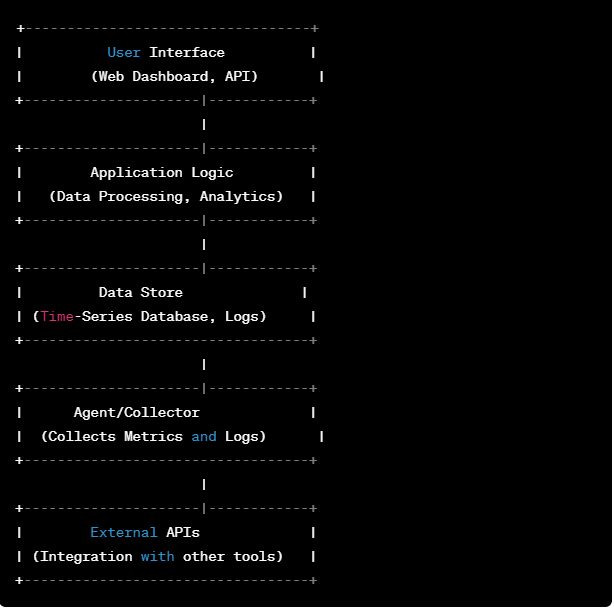 +----------------------------------+
|          User Interface          |
|        (Web Dashboard, API)       |
+---------------------|------------+
                      |
+---------------------|------------+
|        Application Logic         |
|   (Data Processing, Analytics)   |
+---------------------|------------+
                      |
+---------------------|------------+
|         Data Store              |
| (Time-Series Database, Logs)     |
+----------------------------------+
                      |
+---------------------|------------+
|      Agent/Collector             |
|  (Collects Metrics and Logs)      |
+----------------------------------+
                      |
+---------------------|------------+
|        External APIs             |
| (Integration with other tools)   |
+----------------------------------+